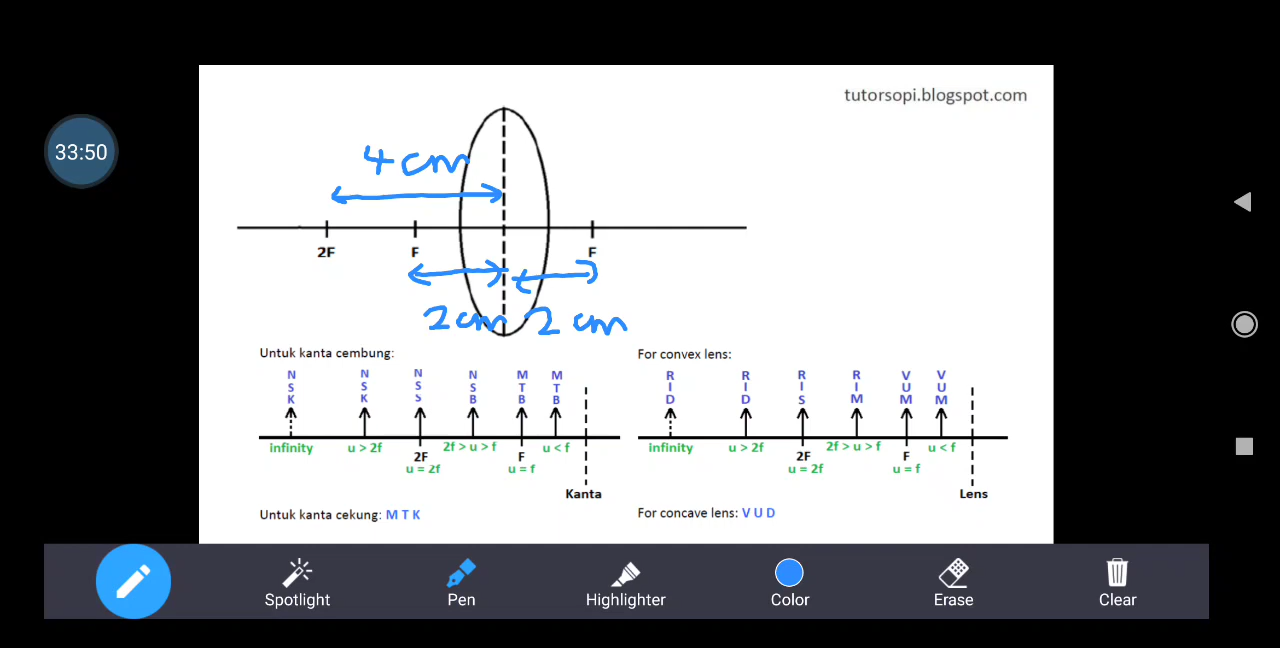 tutorsopi.blogspot.com
33:50
4 cm
2F F F
2cm 2 cm
Untuk kanta cembung:
N S K N S K N S S N S B M T B M T B
infinity u > 2f 2f > u > f u < f
2F F
u = 2f u = f
Kanta
Untuk kanta cekung: M T K
For convex lens:
R I D R I D R I S R I M V U M V U M
infinity u > 2f 2f > u > f u < f
2F F
u = 2f u = f
Lens
For concave lens: V U D
Spotlight Pen Highlighter Color Erase Clear